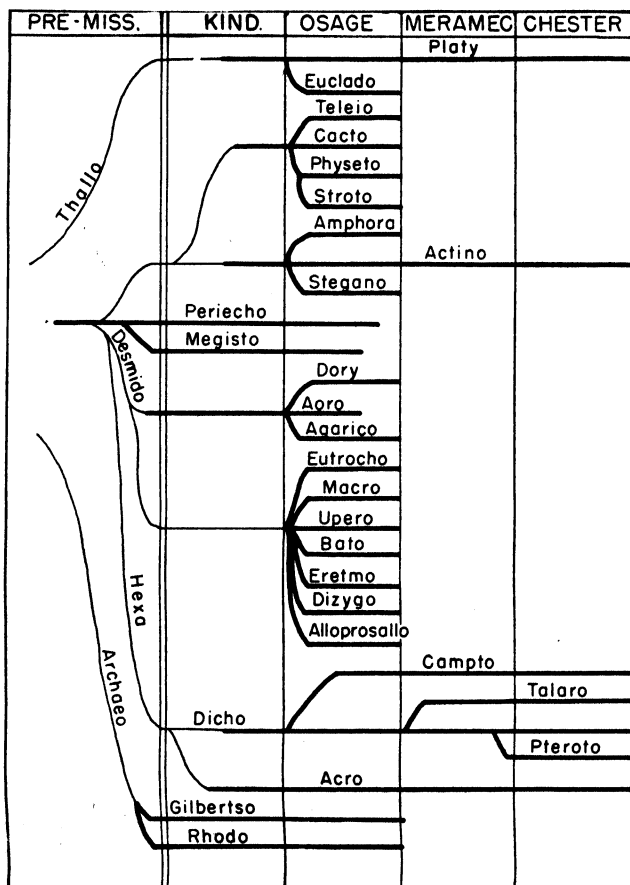 PRE-MISS. KIND. OSAGE MERAMEC CHESTER
Platy
Euclado
Teleio
Cacto
Thallo
Physeto
Stroto
Amphora
Actino
Stegano
Periecho
Megisto
Desmido
Dory
Aoro
Agarico
Eutrocho
Macro
Upero
Bato
Eretmo
Hexa
Dizygo
Alloprosallo
Archaeo
Campto
Talaro
Dicho
Pteroto
Acro
Gilbertso
Rhodo